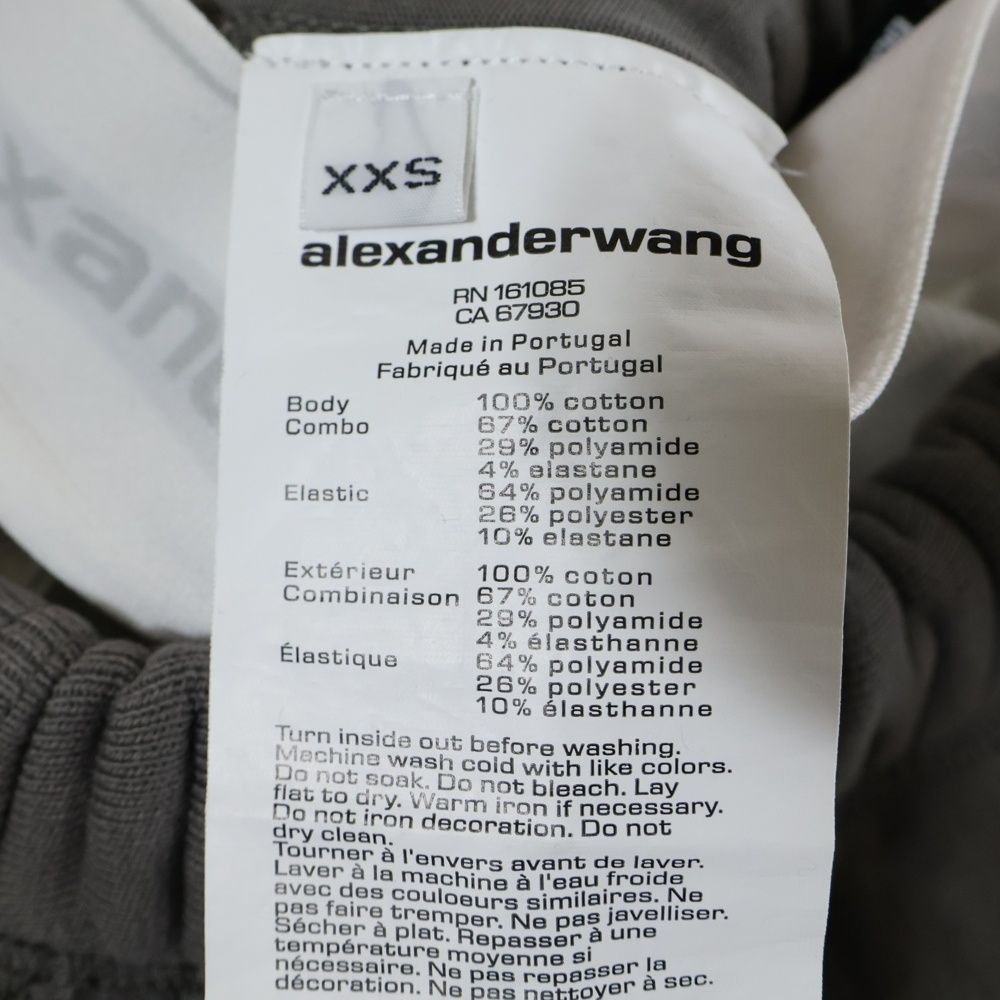 XXS
alexanderwang
RN 161085
CA 67930
Made in Portugal
Fabriqué au Portugal
Body 100% cotton
Combo 67% cotton
29% polyamide
4% elastane
Elastic 64% polyamide
26% polyester
10% elastane
Extérieur 100% coton
Combinaison 67% coton
29% polyamide
4% élasthanne
Élastique 64% polyamide
26% polyester
10% élasthanne
Turn inside out before washing.
Machine wash cold with like colors.
Do not soak. Do not bleach. Lay
flat to dry. Warm iron if necessary.
Do not iron decoration. Do not
dry clean.
Tourner à l'envers avant de laver.
Laver à la machine à l'eau froide
avec des couloeurs similaires. Ne
pas faire tremper. Ne pas javelliser.
Sécher à plat. Repasser à une
température moyenne si
nécessaire. Ne pas repasser la
décoration. Ne pas nettoyer à sec.